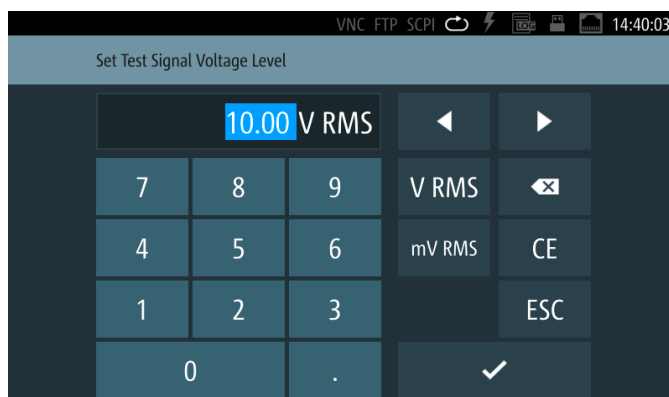 VNC FTP SCPI LOG 14:40:03
Set Test Signal Voltage Level
10.00 V RMS
7 8 9 V RMS
4 5 6 mV RMS CE
1 2 3 ESC
0 .